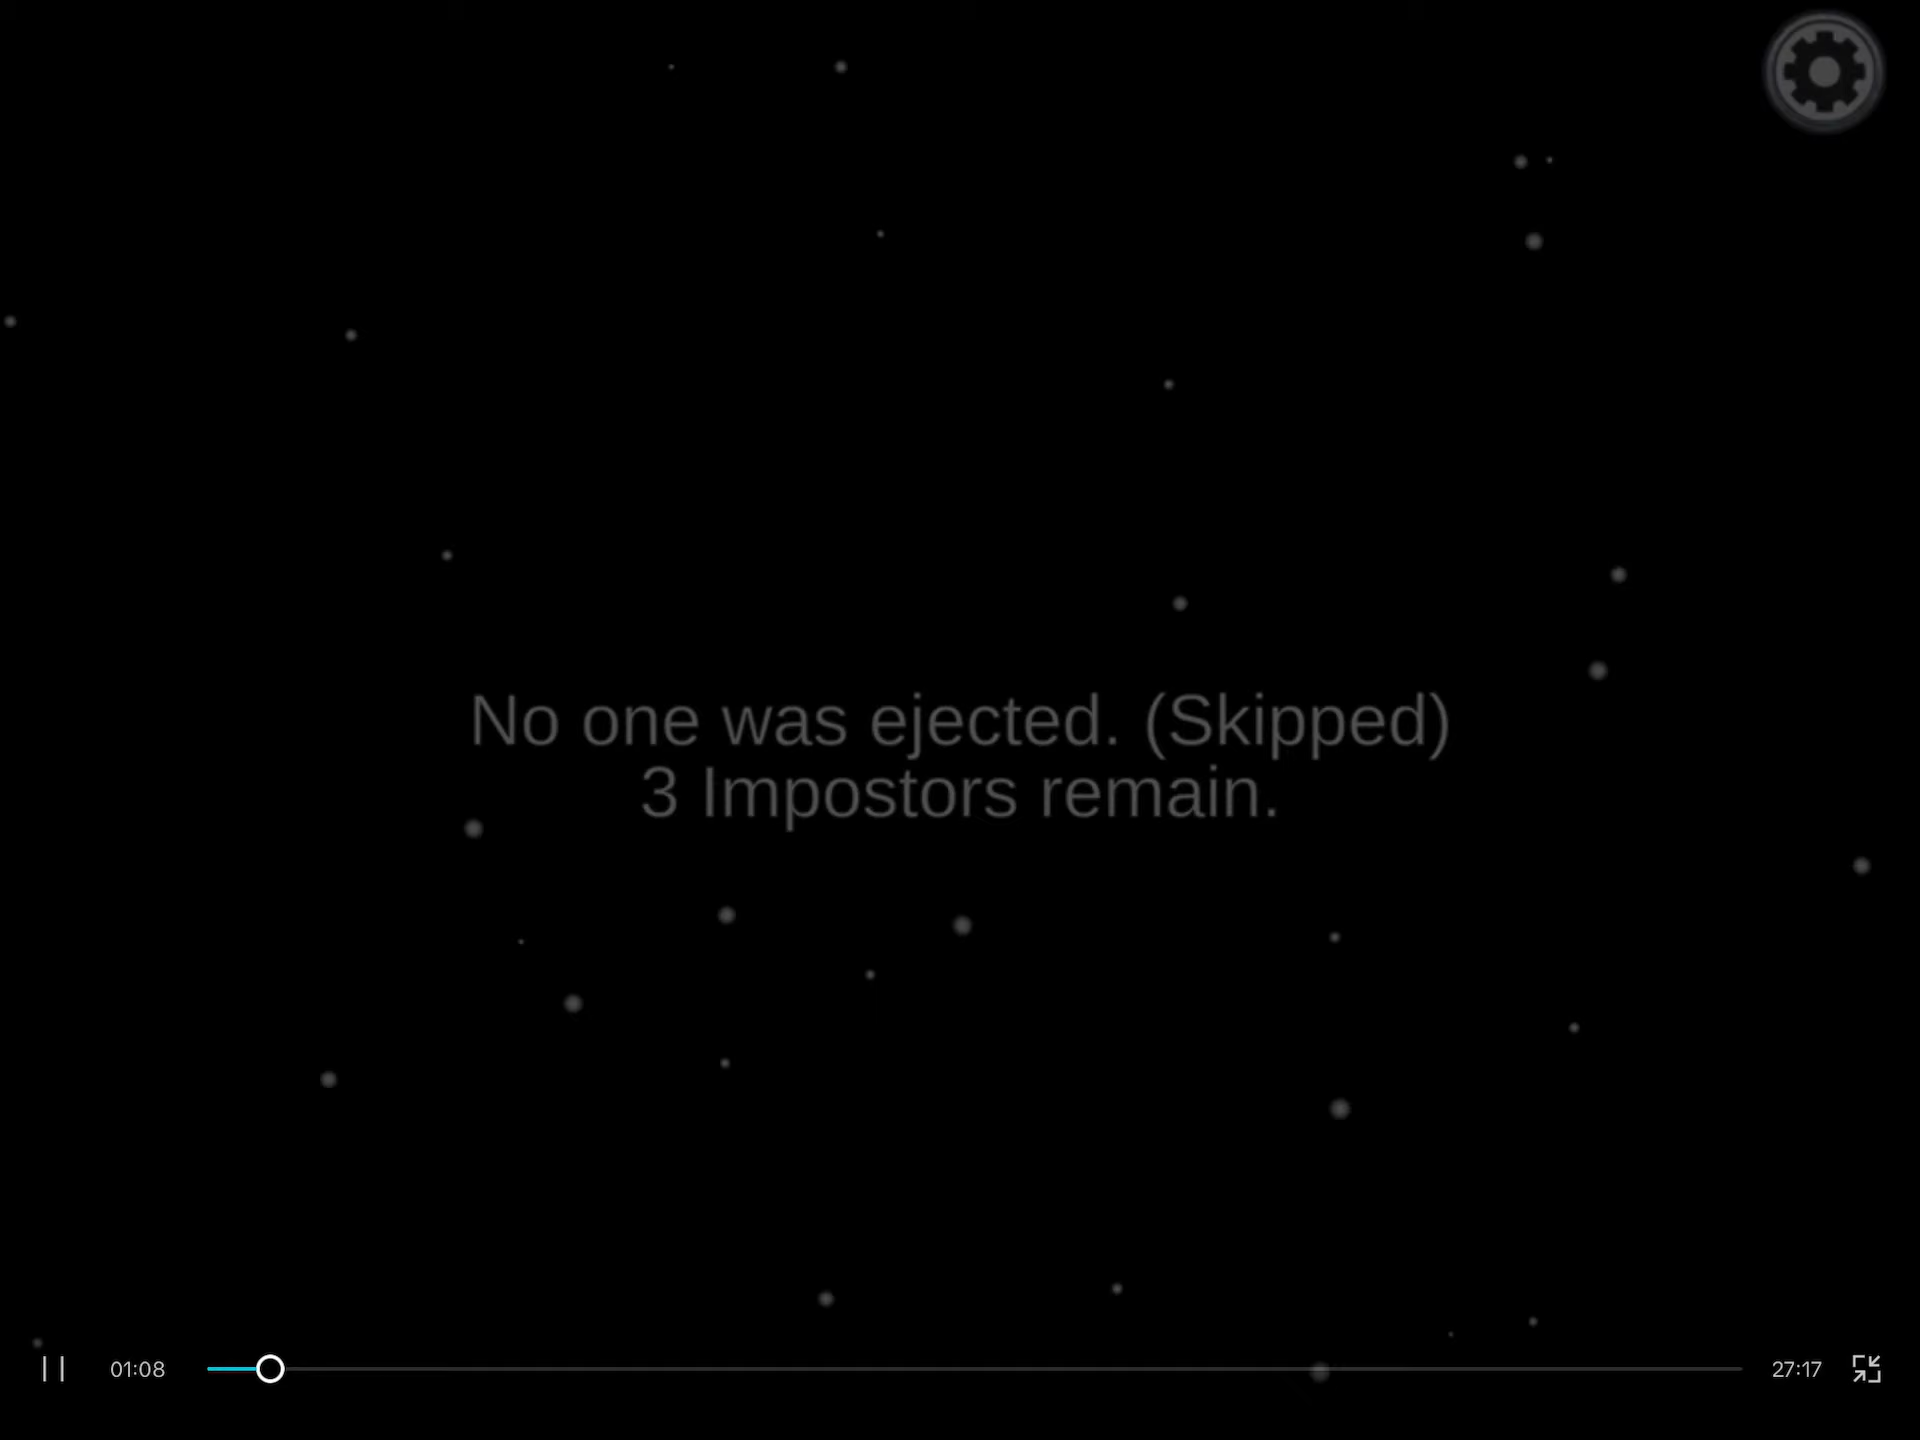 No one was ejected. (Skipped)
3 Impostors remain.
01:08
27:17